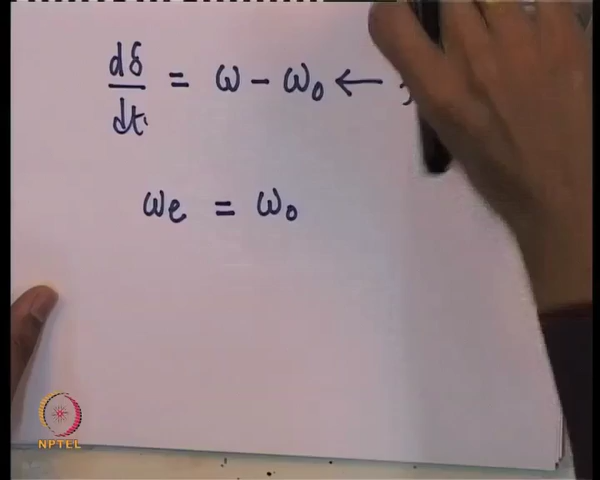 dδ/dt = ω - ω₀ ←
ωe = ω₀
NPTEL